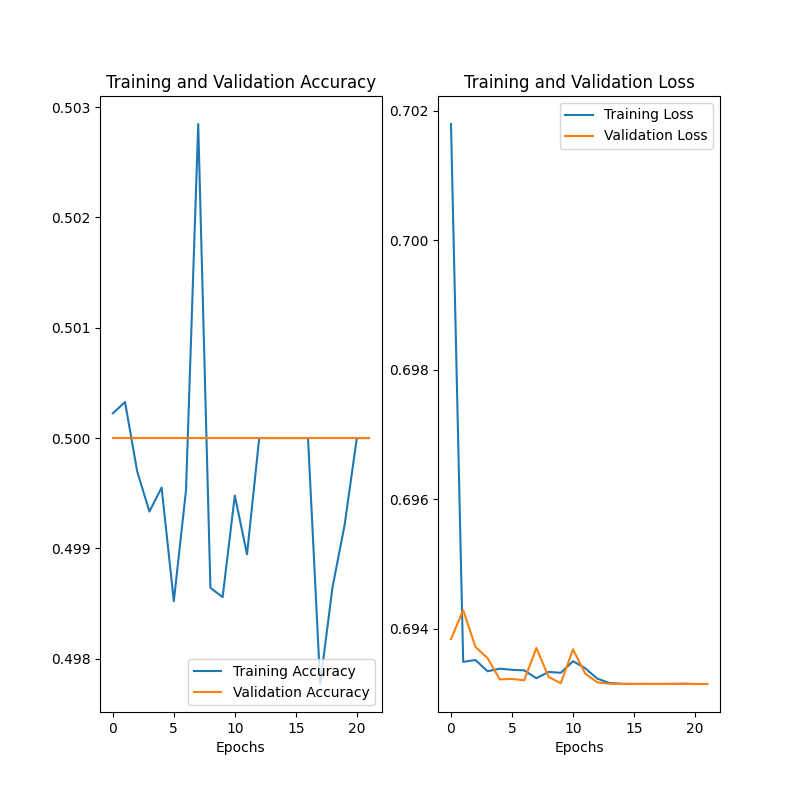 Training and Validation Accuracy
0.503
0.502
0.501
0.500
0.499
0.498
0
5
10
15
20
Epochs
Training Accuracy
Validation Accuracy
Training and Validation Loss
0.702
0.700
0.698
0.696
0.694
0
5
10
15
20
Epochs
Training Loss
Validation Loss